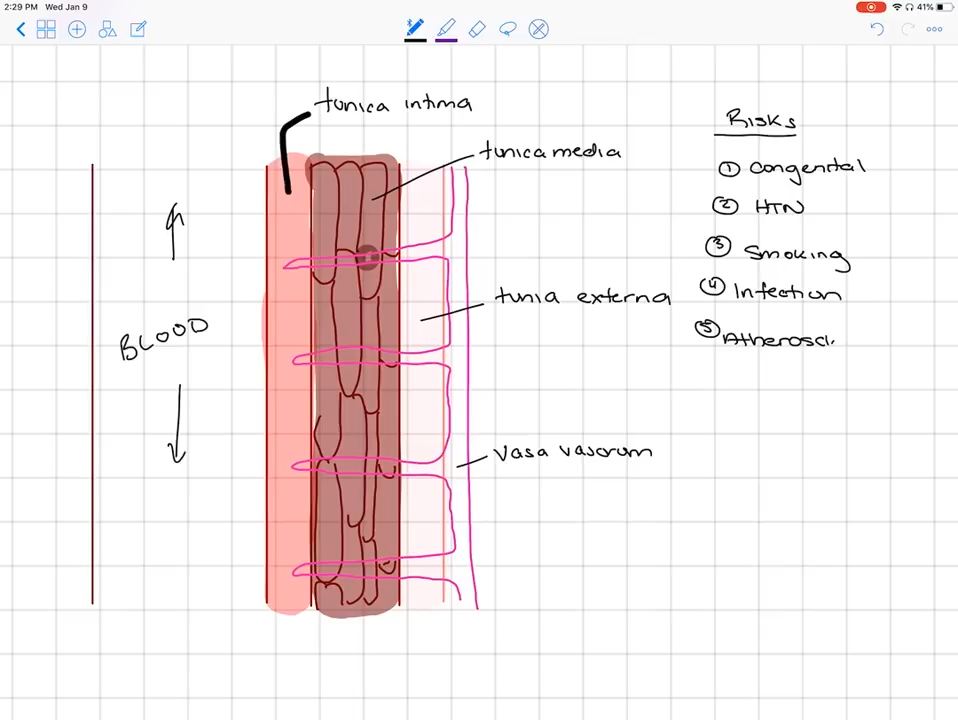 2:29 PM Wed Jan 9
41%
tunica intima
tunica media
tunia externa
vasa vasorum
BLOOD
Risks
① Congenital
② HTN
③ Smoking
④ Infection
⑤ Atherosci